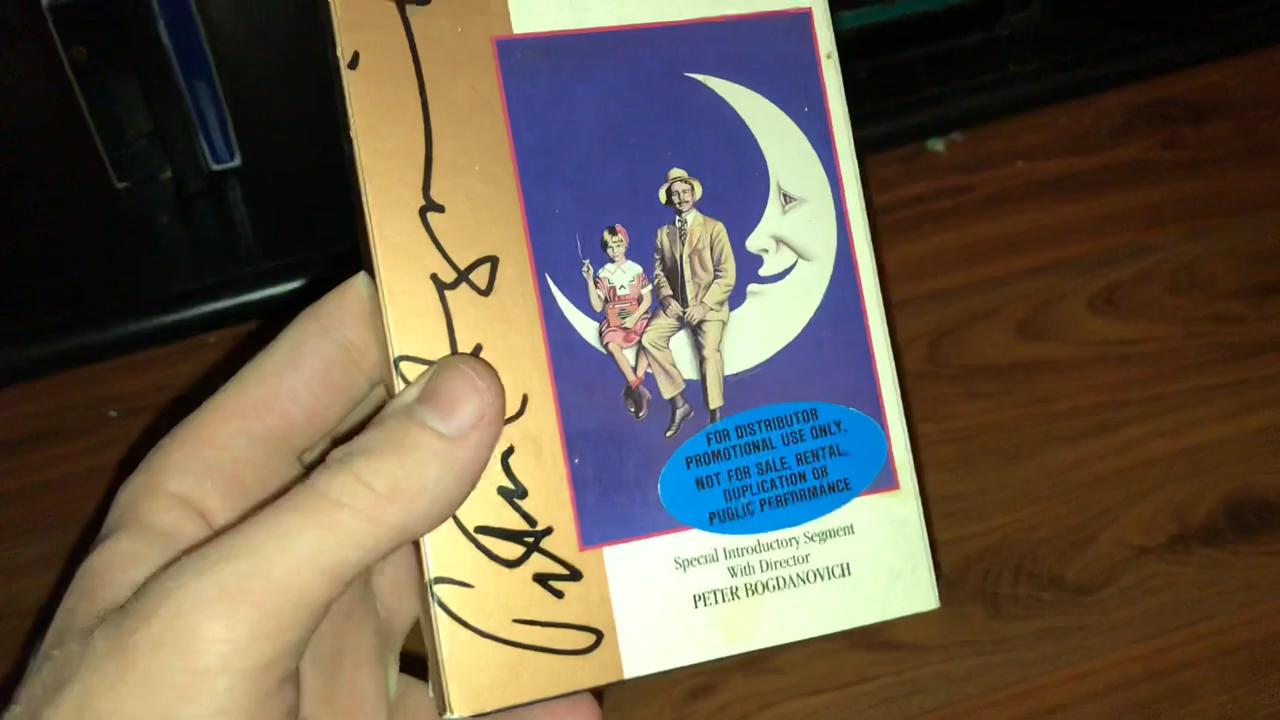 FOR DISTRIBUTOR
PROMOTIONAL USE ONLY.
NOT FOR SALE, RENTAL,
DUPLICATION OR
PUBLIC PERFORMANCE
Special Introductory Segment
With Director
PETER BOGDANOVICH